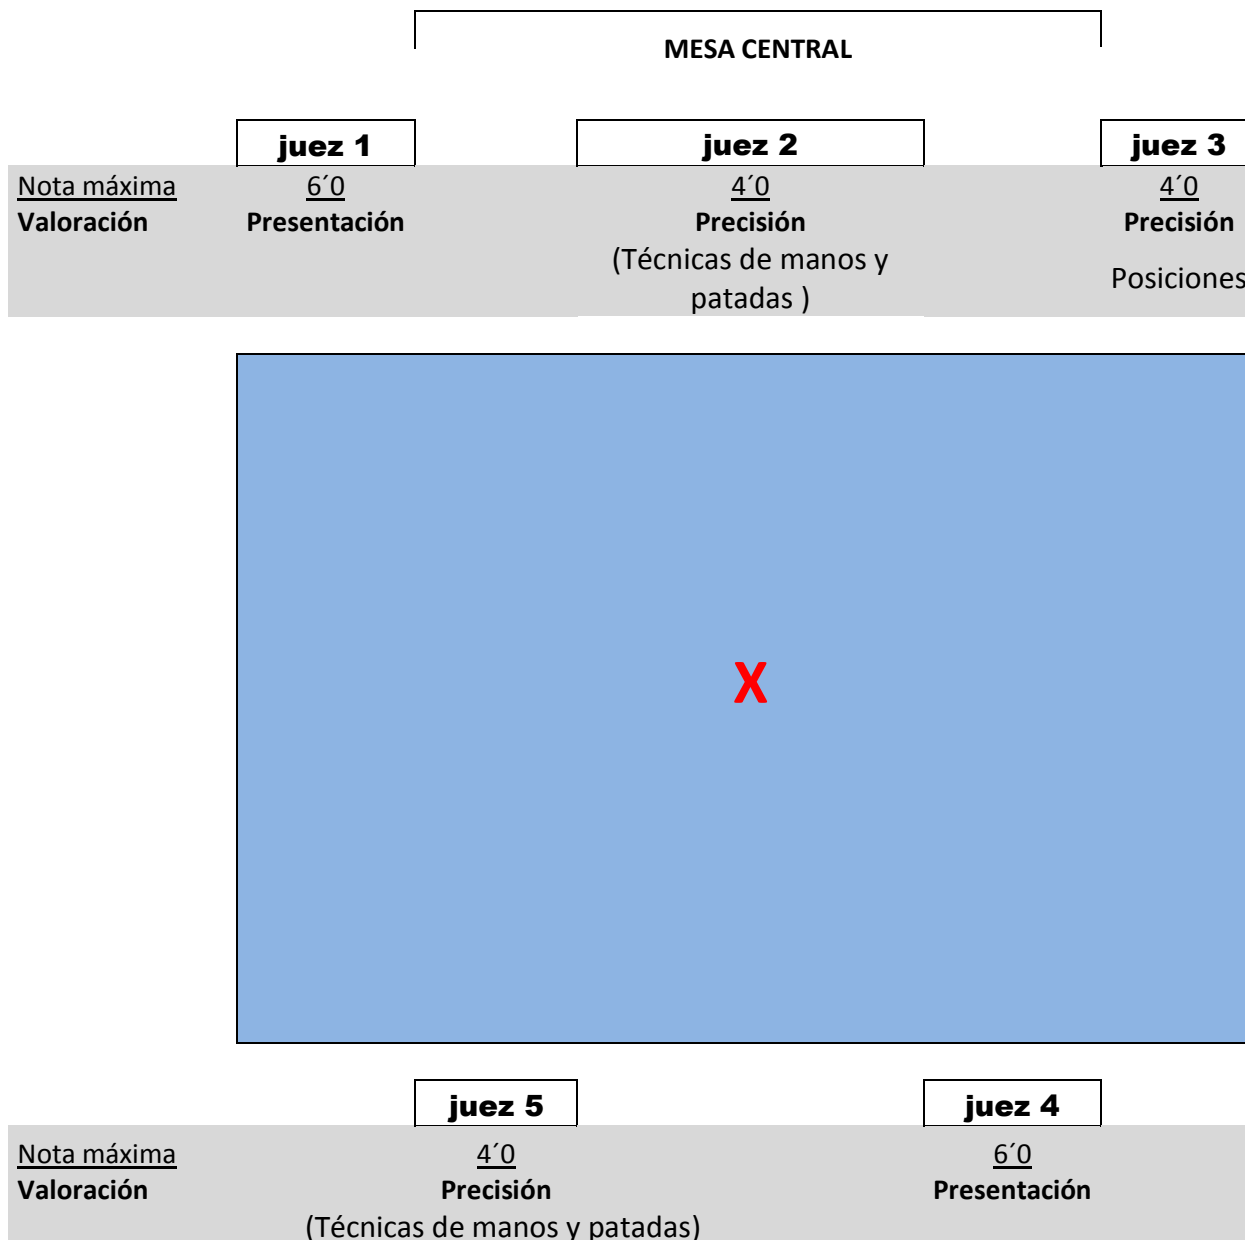 MESA CENTRAL
juez 1 juez 2 juez 3
Nota máxima 6´0 4´0 4´0
Valoración Presentación Precisión Precisión
(Técnicas de manos y
patadas )
Posiciones
X
juez 5 juez 4
Nota máxima 4´0 6´0
Valoración Precisión Presentación
(Técnicas de manos y patadas)